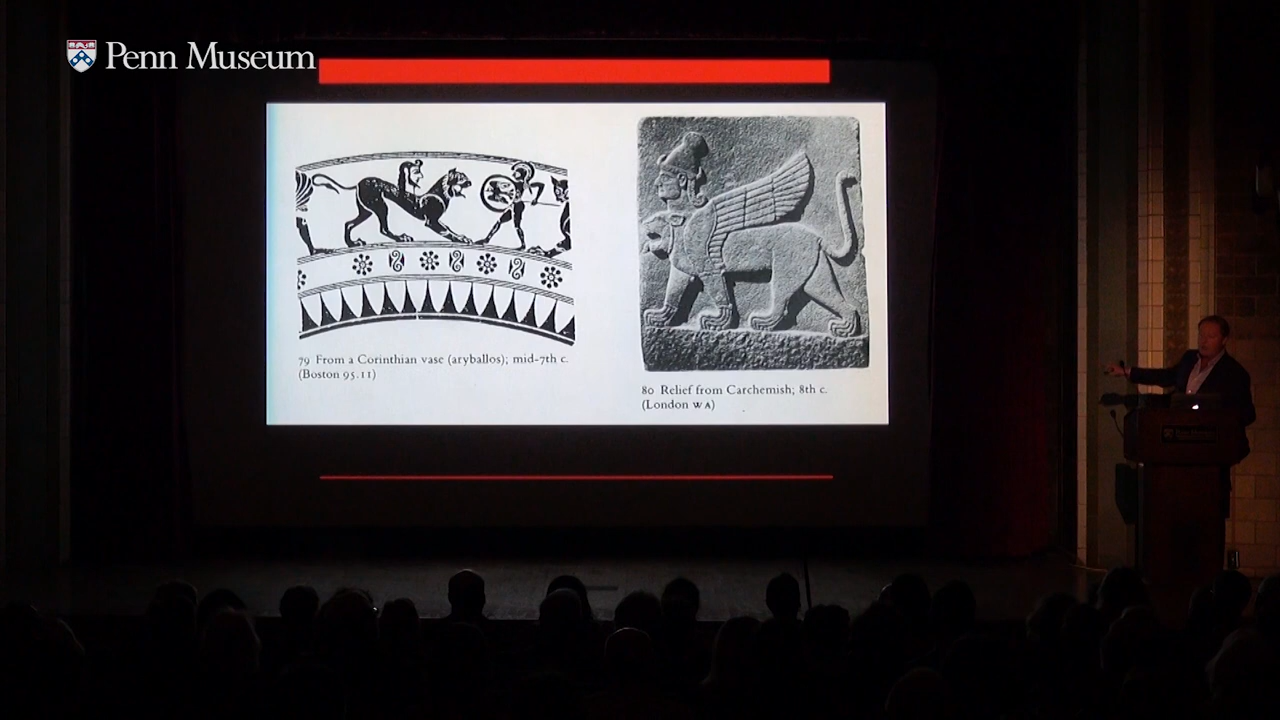 Penn Museum
79 From a Corinthian vase (aryballos); mid-7th c.
(Boston 95.11)
80 Relief from Carchemish; 8th c.
(London WA)